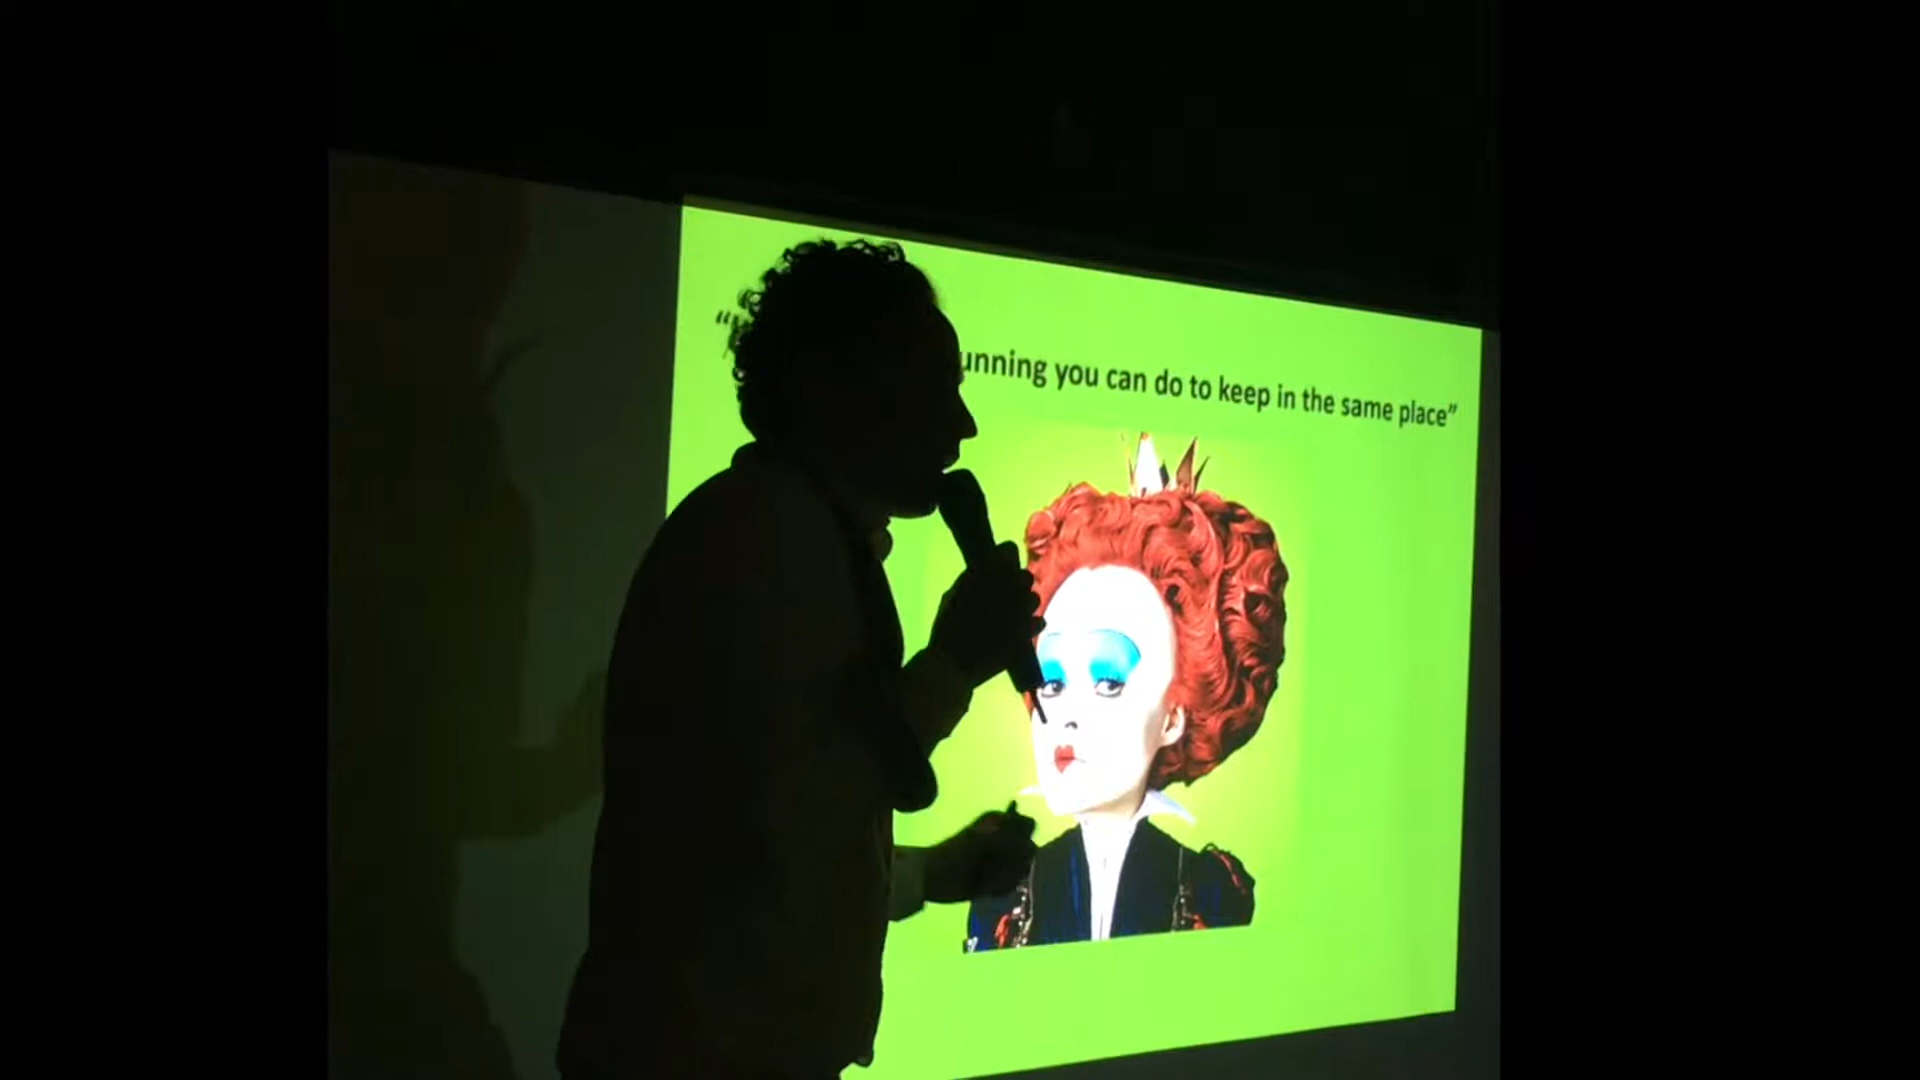 unning you can do to keep in the same place”